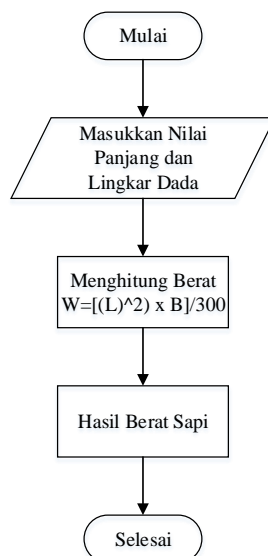 Mulai
Masukkan Nilai
Panjang dan
Lingkar Dada
Menghitung Berat
W=[(L)^2) x B]/300
Hasil Berat Sapi
Selesai